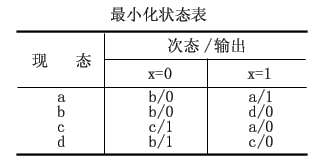 最小化状态表
现 态 次态/输出
x=0 x=1
a b/0 a/1
b b/0 d/0
c c/1 a/0
d b/1 c/0